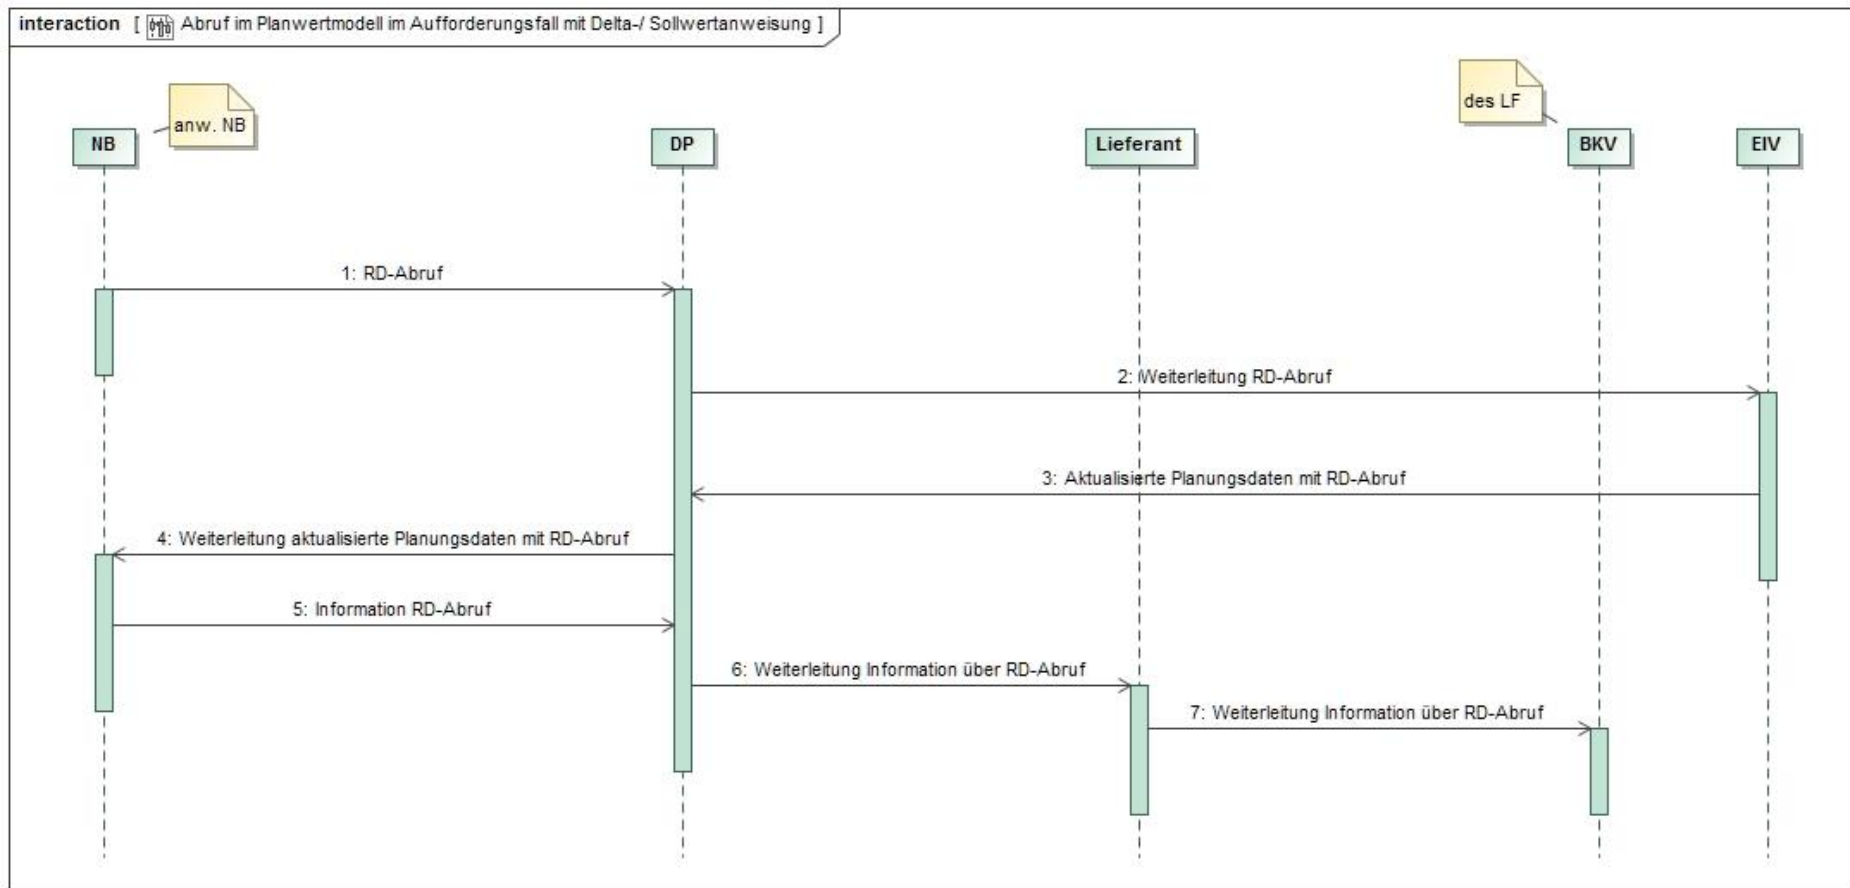 interaction [ Abruf im Planwertmodell im Aufforderungsfall mit Delta-/ Sollwertanweisung ]
anw. NB
des LF
NB
DP
Lieferant
BKV
EIV
1: RD-Abruf
2: Weiterleitung RD-Abruf
3: Aktualisierte Planungsdaten mit RD-Abruf
4: Weiterleitung aktualisierte Planungsdaten mit RD-Abruf
5: Information RD-Abruf
6: Weiterleitung Information über RD-Abruf
7: Weiterleitung Information über RD-Abruf